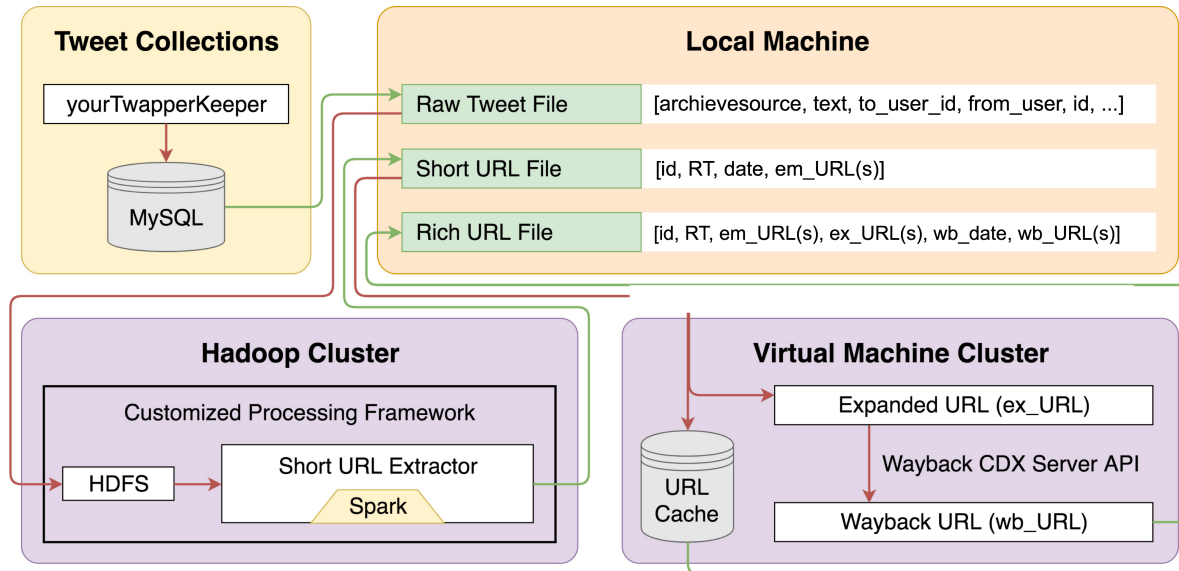 Tweet Collections
yourTwapperKeeper
MySQL
Local Machine
Raw Tweet File
[archievesource, text, to_user_id, from_user, id, ...]
Short URL File
[id, RT, date, em_URL(s)]
Rich URL File
[id, RT, em_URL(s), ex_URL(s), wb_date, wb_URL(s)]
Hadoop Cluster
Customized Processing Framework
HDFS
Short URL Extractor
Spark
Virtual Machine Cluster
Expanded URL (ex_URL)
Wayback CDX Server API
URL
Cache
Wayback URL (wb_URL)